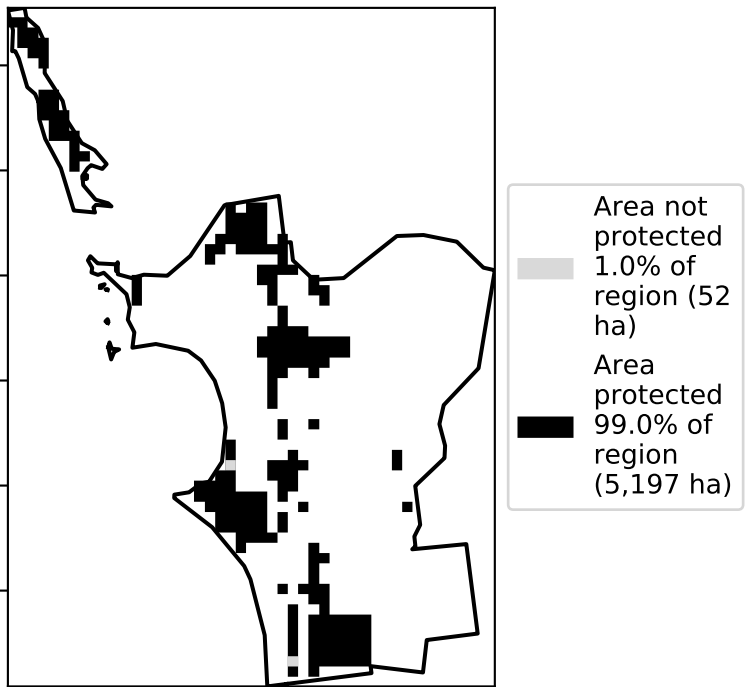 Area not
protected
1.0% of
region (52
ha)
Area
protected
99.0% of
region
(5,197 ha)